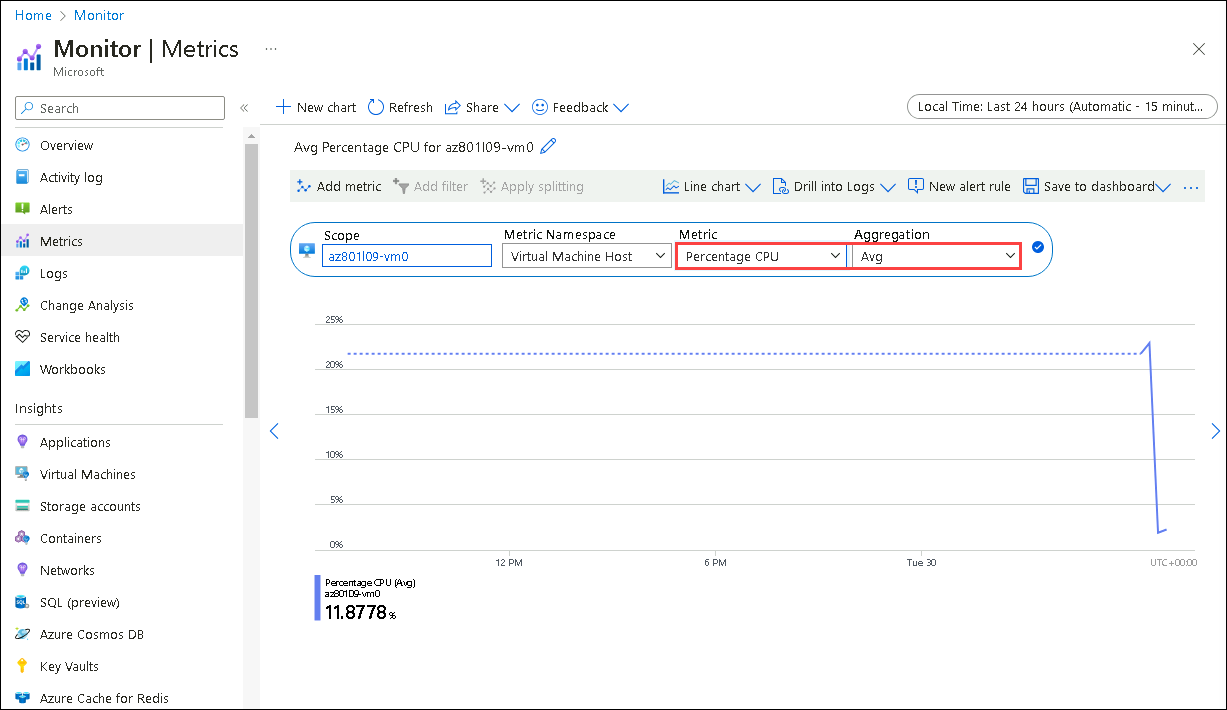 Home > Monitor
Monitor | Metrics ...
Microsoft
Search «
Overview
Activity log
Alerts
Metrics
Logs
Change Analysis
Service health
Workbooks
Insights
Applications
Virtual Machines
Storage accounts
Containers
Networks
SQL (preview)
Azure Cosmos DB
Key Vaults
Azure Cache for Redis
New chart Refresh Share Feedback Local Time: Last 24 hours (Automatic - 15 minut...
Avg Percentage CPU for az801l09-vm0
Add metric Add filter Apply splitting Line chart Drill into Logs New alert rule Save to dashboard ...
Scope Metric Namespace Metric Aggregation
az801l09-vm0 Virtual Machine Host Percentage CPU Avg
25%
20%
15%
10%
5%
0%
12 PM 6 PM Tue 30 UTC+00:00
Percentage CPU (Avg)
az801l09-vm0
11.8778 %